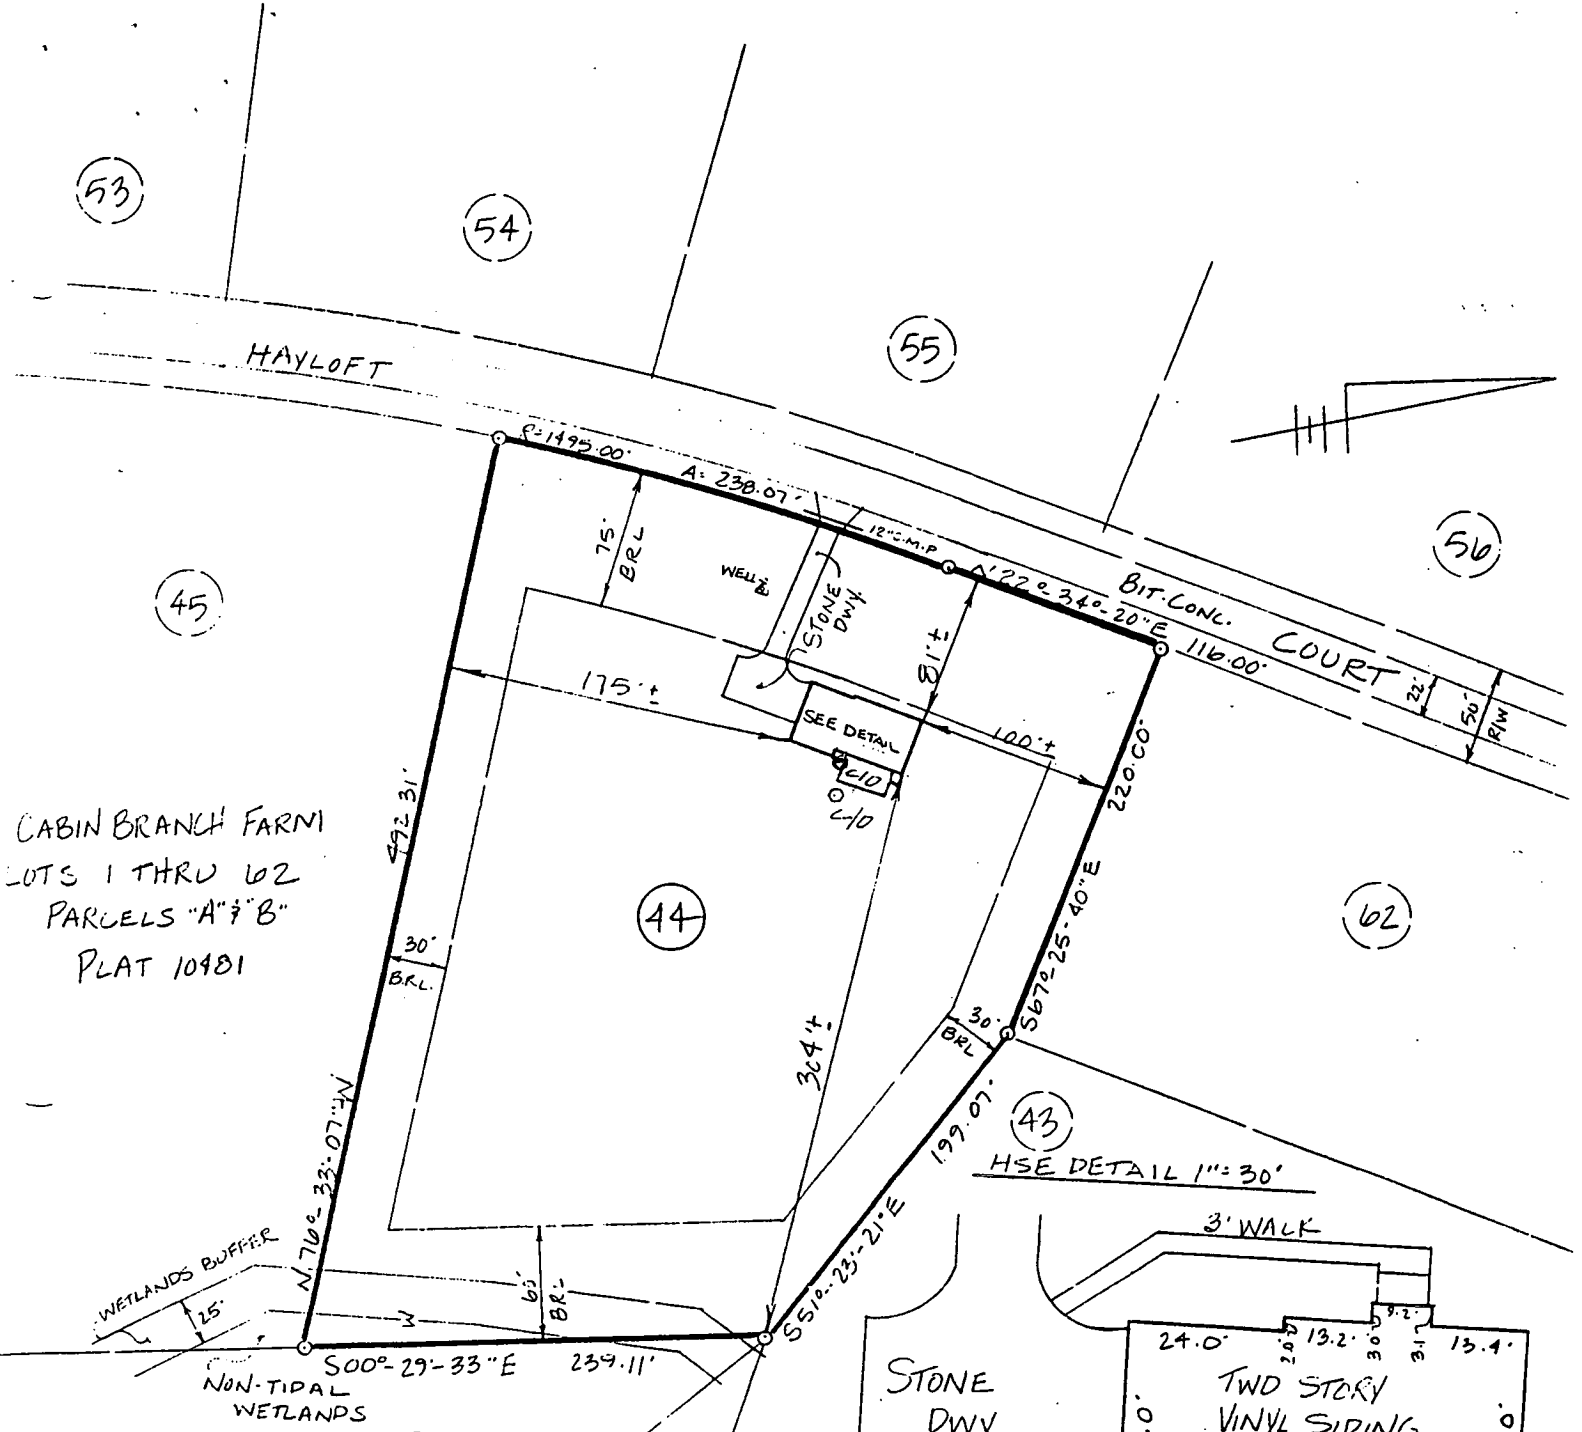 53
54
55
56
HAYLOFT
COURT
BIT. CONC.
R=1495.00'
A= 238.07'
12" C.M.P
22°-34'-20"E
116.00'
22'
50'
R/W
45
75'
BRL
WELL
STONE
DWY.
81'±
175'±
SEE DETAIL
100'±
C/O
C/O
220.00'
S67°-25'-40"E
492.31'
N 76°-33'-07"W
CABIN BRANCH FARM
LOTS 1 THRU 62
PARCELS "A" & "B"
PLAT 10481
44
62
30'
B.R.L.
30'
BRL
304'±
199.07'
S51°-23'-21"E
43
HSE DETAIL 1"=30'
WETLANDS BUFFER
25'
60'
BRL
S00°-29'-33"E 239.11'
NON-TIDAL
WETLANDS
3' WALK
24.0'
2.0'
13.2'
3.0'
9.2'
3.1'
13.4'
STONE
DWY
TWO STORY
VINYL SIDING